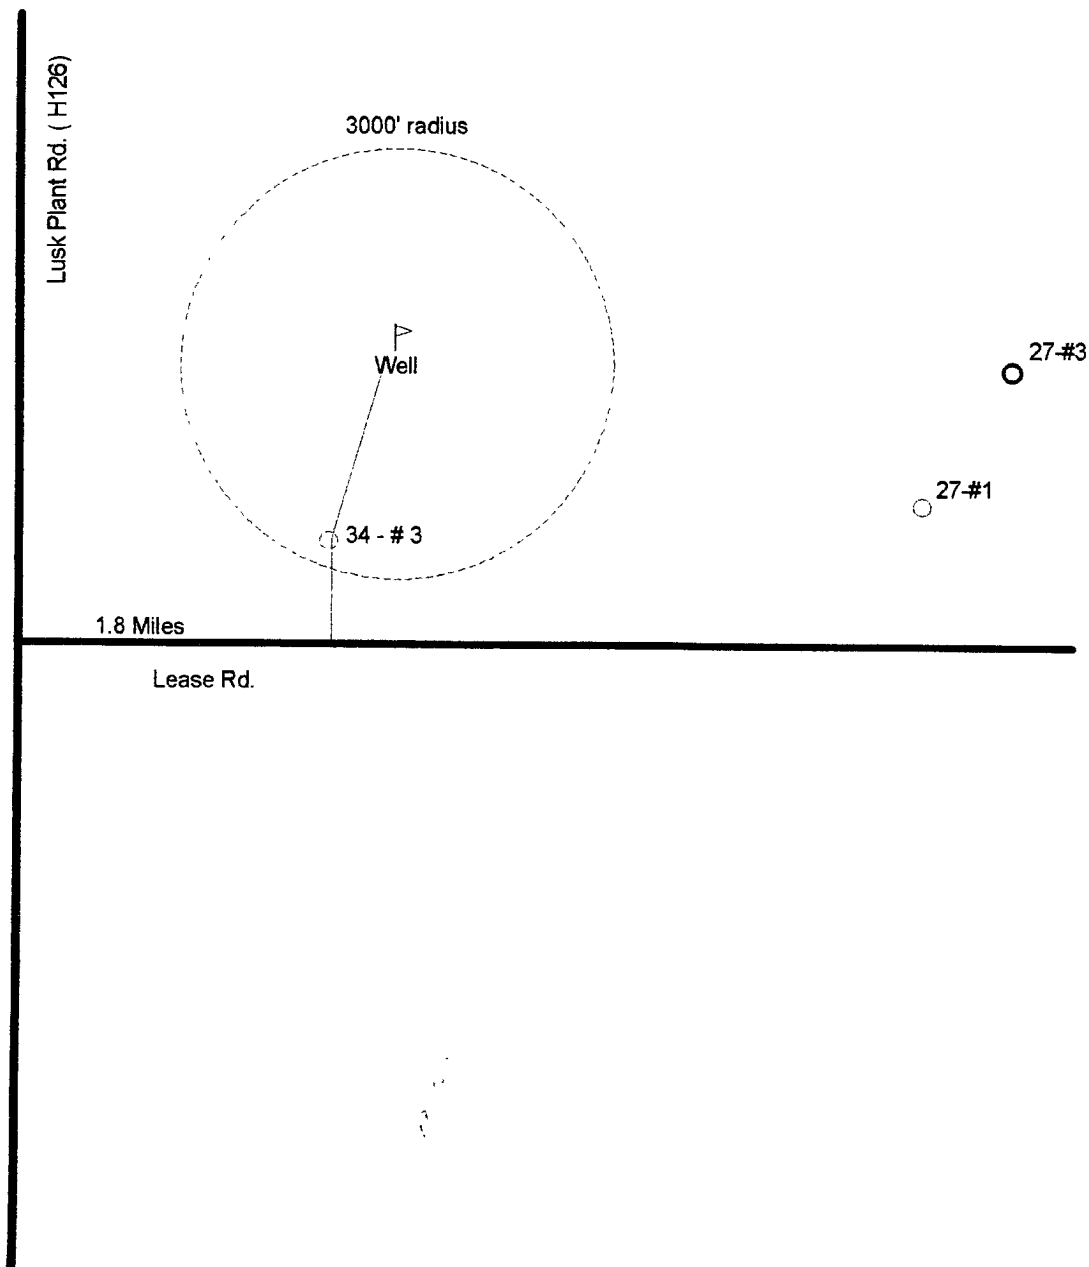 Lusk Plant Rd. ( H126)
3000' radius
Well
27-#3
27-#1
34 - # 3
1.8 Miles
Lease Rd.